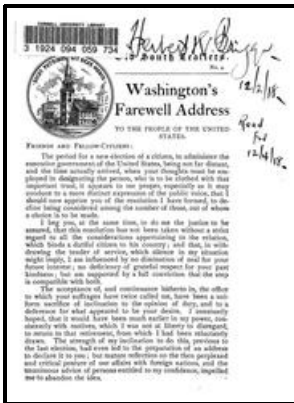 CORNELL UNIVERSITY LIBRARY
3 1924 094 059 734
Old South Leaflets.
No. 4.
12/2/18.
Read
for
12/4/18.
Washington's
Farewell Address
TO THE PEOPLE OF THE UNITED
STATES.
FRIENDS AND FELLOW-CITIZENS:
The period for a new election of a citizen, to administer the
executive government of the United States, being not far distant,
and the time actually arrived, when your thoughts must be em-
ployed in designating the person, who is to be clothed with that
important trust, it appears to me proper, especially as it may
conduce to a more distinct expression of the public voice, that I
should now apprize you of the resolution I have formed, to de-
cline being considered among the number of those, out of whom
a choice is to be made.
I beg you, at the same time, to do me the justice to be
assured, that this resolution has not been taken without a strict
regard to all the considerations appertaining to the relation,
which binds a dutiful citizen to his country; and that, in with-
drawing the tender of service, which silence in my situation
might imply, I am influenced by no diminution of zeal for your
future interest; no deficiency of grateful respect for your past
kindness; but am supported by a full conviction that the step
is compatible with both.
The acceptance of, and continuance hitherto in, the office
to which your suffrages have twice called me, have been a uni-
form sacrifice of inclination to the opinion of duty, and to a
deference for what appeared to be your desire. I constantly
hoped, that it would have been much earlier in my power, con-
sistently with motives, which I was not at liberty to disregard,
to return to that retirement, from which I had been reluctantly
drawn. The strength of my inclination to do this, previous to
the last election, had even led to the preparation of an address
to declare it to you; but mature reflection on the then perplexed
and critical posture of our affairs with foreign nations, and the
unanimous advice of persons entitled to my confidence, impelled
me to abandon the idea.